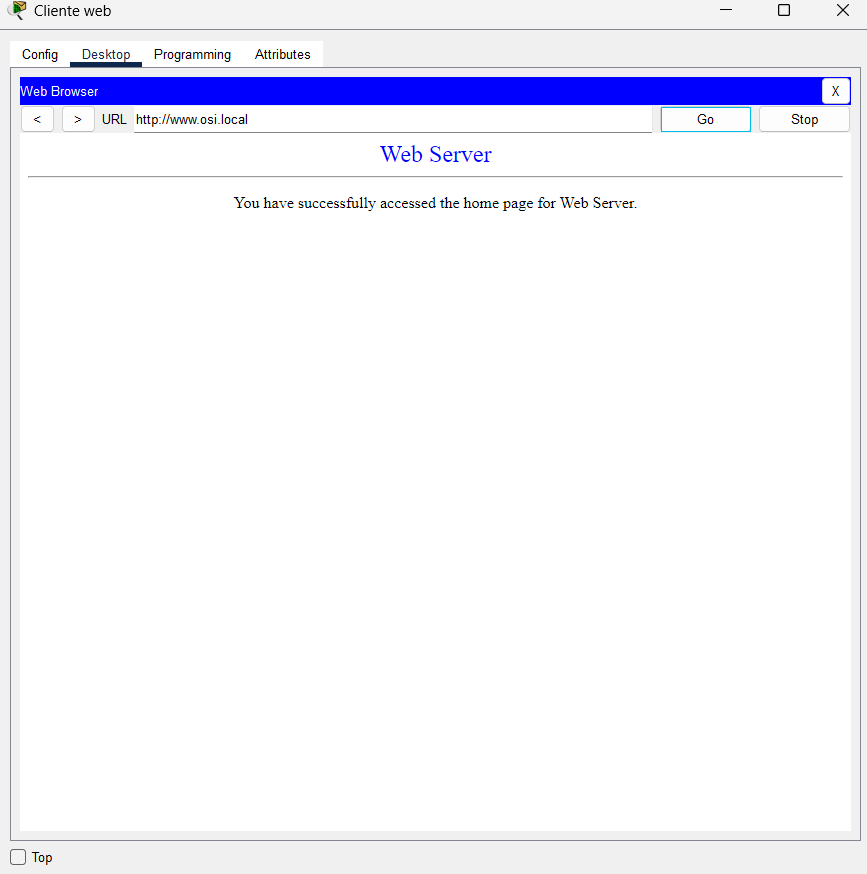 Cliente web
Config Desktop Programming Attributes
Web Browser X
< > URL http://www.osi.local Go Stop
Web Server
You have successfully accessed the home page for Web Server.
Top